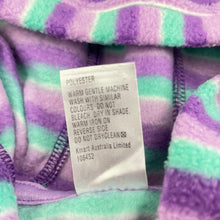 POLYESTER
WARM GENTLE MACHINE
WASH WITH SIMILAR
COLOURS. DO NOT
BLEACH. DRY IN SHADE.
WARM IRON ON
REVERSE SIDE.
DO NOT DRYCLEAN
Kmart Australia Limited
106452